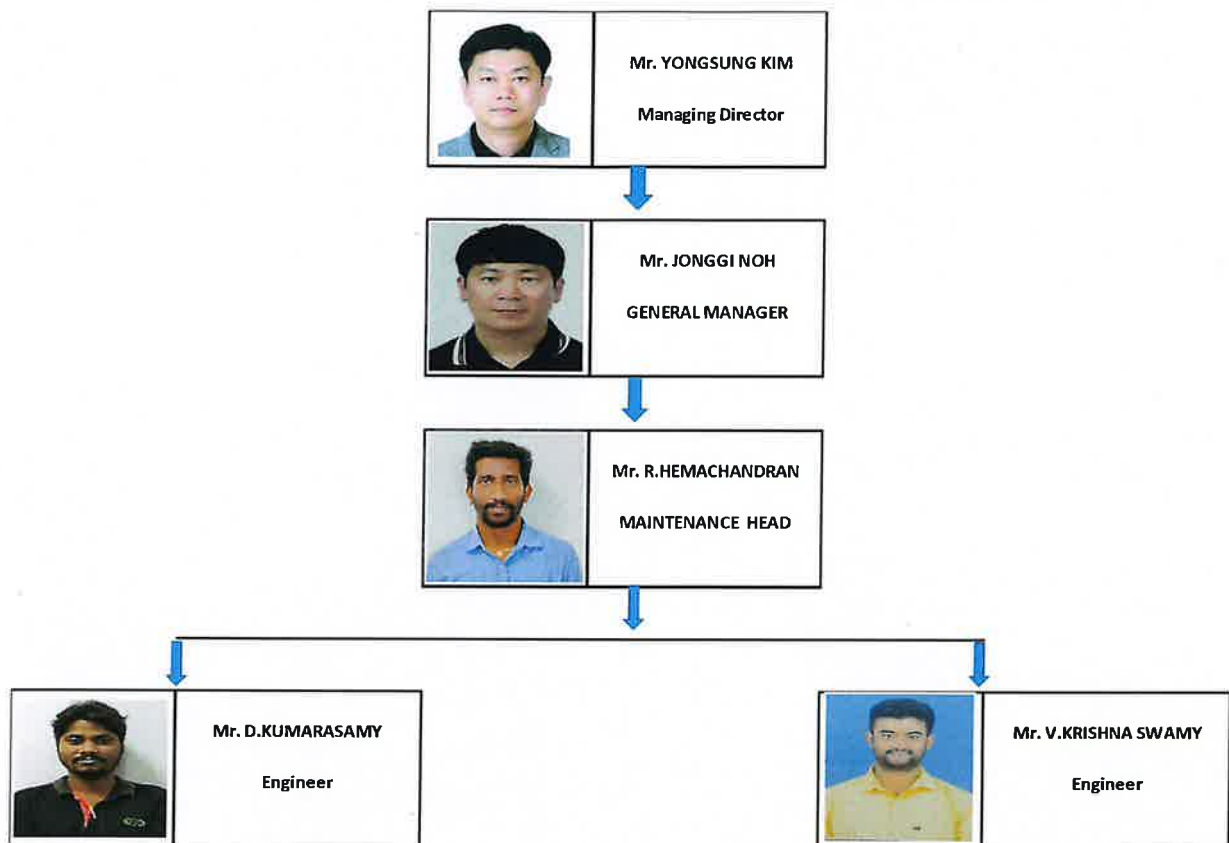 Mr. YONGSUNG KIM
Managing Director
Mr. JONGGI NOH
GENERAL MANAGER
Mr. R.HEMACHANDRAN
MAINTENANCE HEAD
Mr. D.KUMARASAMY
Engineer
Mr. V.KRISHNA SWAMY
Engineer